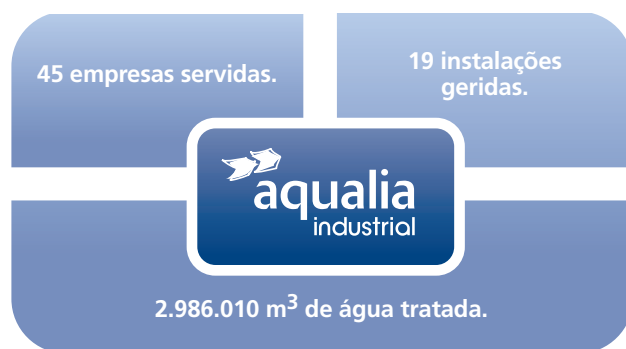 45 empresas servidas.
19 instalações
geridas.
aqualia
industrial
2.986.010 m³ de água tratada.